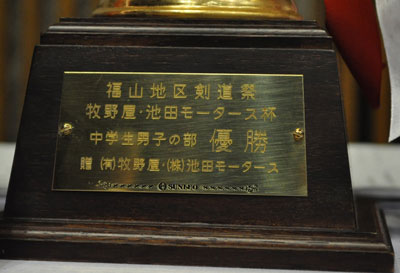 福山地区剣道祭
牧野屋・池田モータース杯
中学生男子の部 優勝
贈 (有)牧野屋・(株)池田モータース